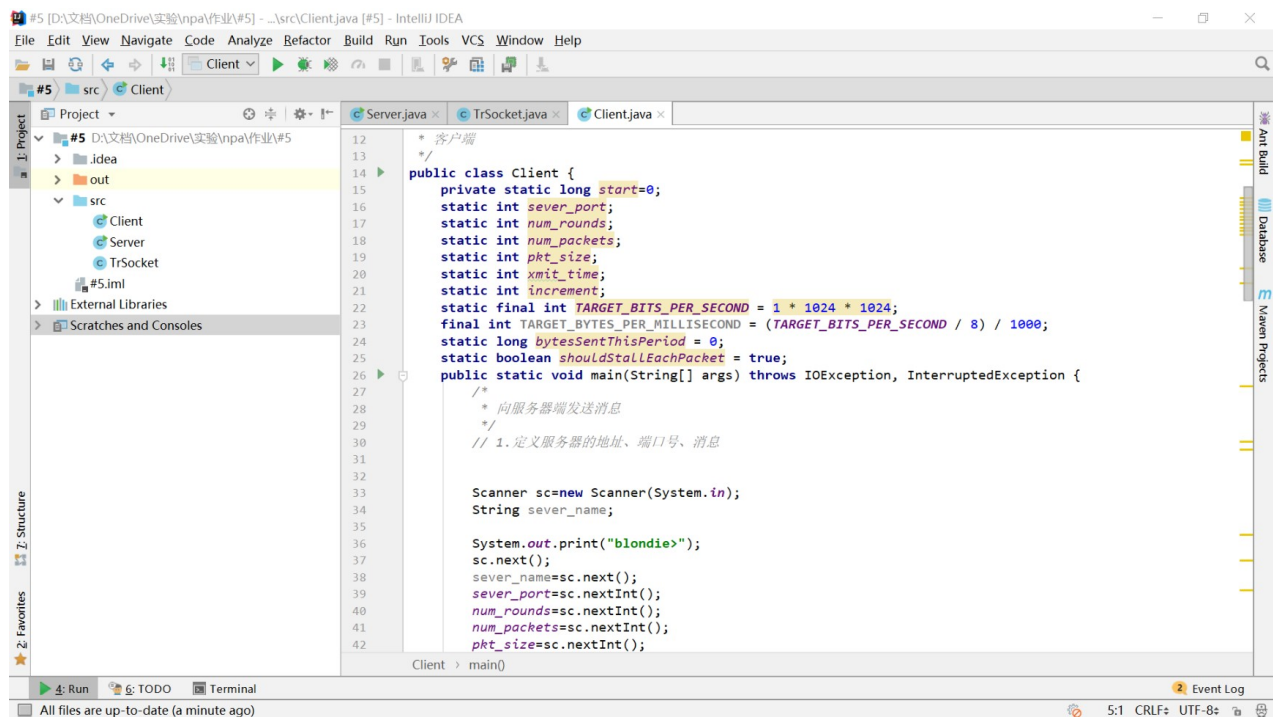 #5 [D:\文档\OneDrive\实验\npa\作业\#5] - ...\src\Client.java [#5] - IntelliJ IDEA
File Edit View Navigate Code Analyze Refactor Build Run Tools VCS Window Help
Client
#5 src Client
Project
Server.java TrSocket.java Client.java
1: Project
#5 D:\文档\OneDrive\实验\npa\作业\#5
.idea
out
src
Client
Server
TrSocket
#5.iml
External Libraries
Scratches and Consoles
7: Structure
2: Favorites
12 * 客户端
13 */
14 public class Client {
15 private static long start=0;
16 static int sever_port;
17 static int num_rounds;
18 static int num_packets;
19 static int pkt_size;
20 static int xmit_time;
21 static int increment;
22 static final int TARGET_BITS_PER_SECOND = 1 * 1024 * 1024;
23 final int TARGET_BYTES_PER_MILLISECOND = (TARGET_BITS_PER_SECOND / 8) / 1000;
24 static long bytesSentThisPeriod = 0;
25 static boolean shouldStallEachPacket = true;
26 public static void main(String[] args) throws IOException, InterruptedException {
27 /*
28 * 向服务器端发送消息
29 */
30 // 1.定义服务器的地址、端口号、消息
31
32
33 Scanner sc=new Scanner(System.in);
34 String sever_name;
35
36 System.out.print("blondie>");
37 sc.next();
38 sever_name=sc.next();
39 sever_port=sc.nextInt();
40 num_rounds=sc.nextInt();
41 num_packets=sc.nextInt();
42 pkt_size=sc.nextInt();
Client › main()
Ant Build
Database
m Maven Projects
4: Run 6: TODO Terminal
2 Event Log
All files are up-to-date (a minute ago)
5:1 CRLF UTF-8